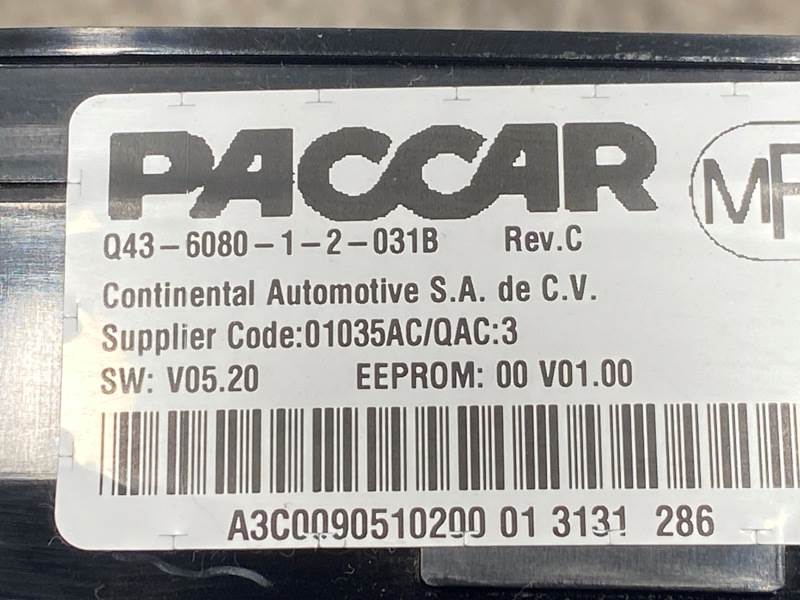 PACCAR
Q43-6080-1-2-031B Rev.C
Continental Automotive S.A. de C.V.
Supplier Code:01035AC/QAC:3
SW: V05.20 EEPROM: 00 V01.00
A3C0090510200 01 3131 286